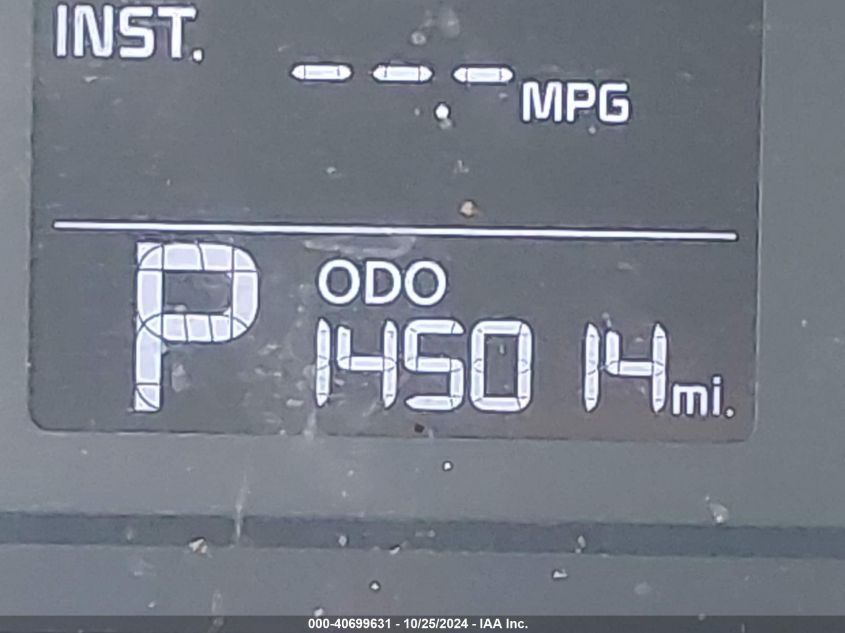 INST.
--- MPG
ODO
P 145014 mi.
000-40699631 - 10/25/2024 - IAA Inc.